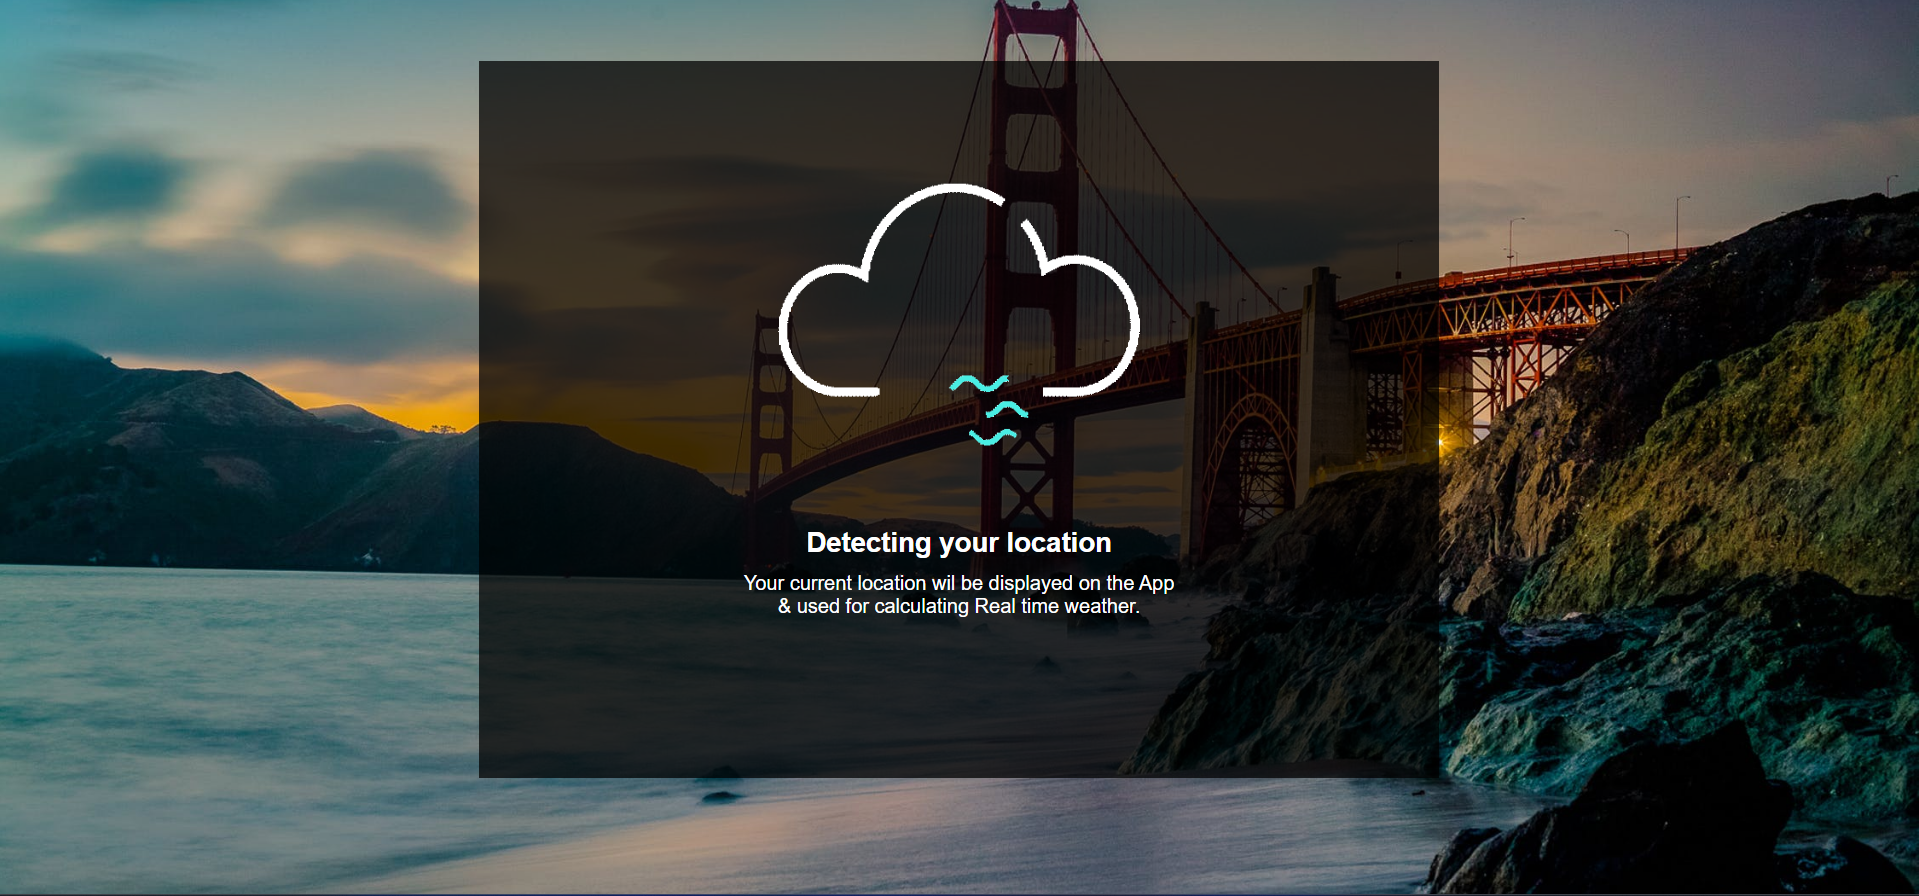 Detecting your location
Your current location wil be displayed on the App
& used for calculating Real time weather.